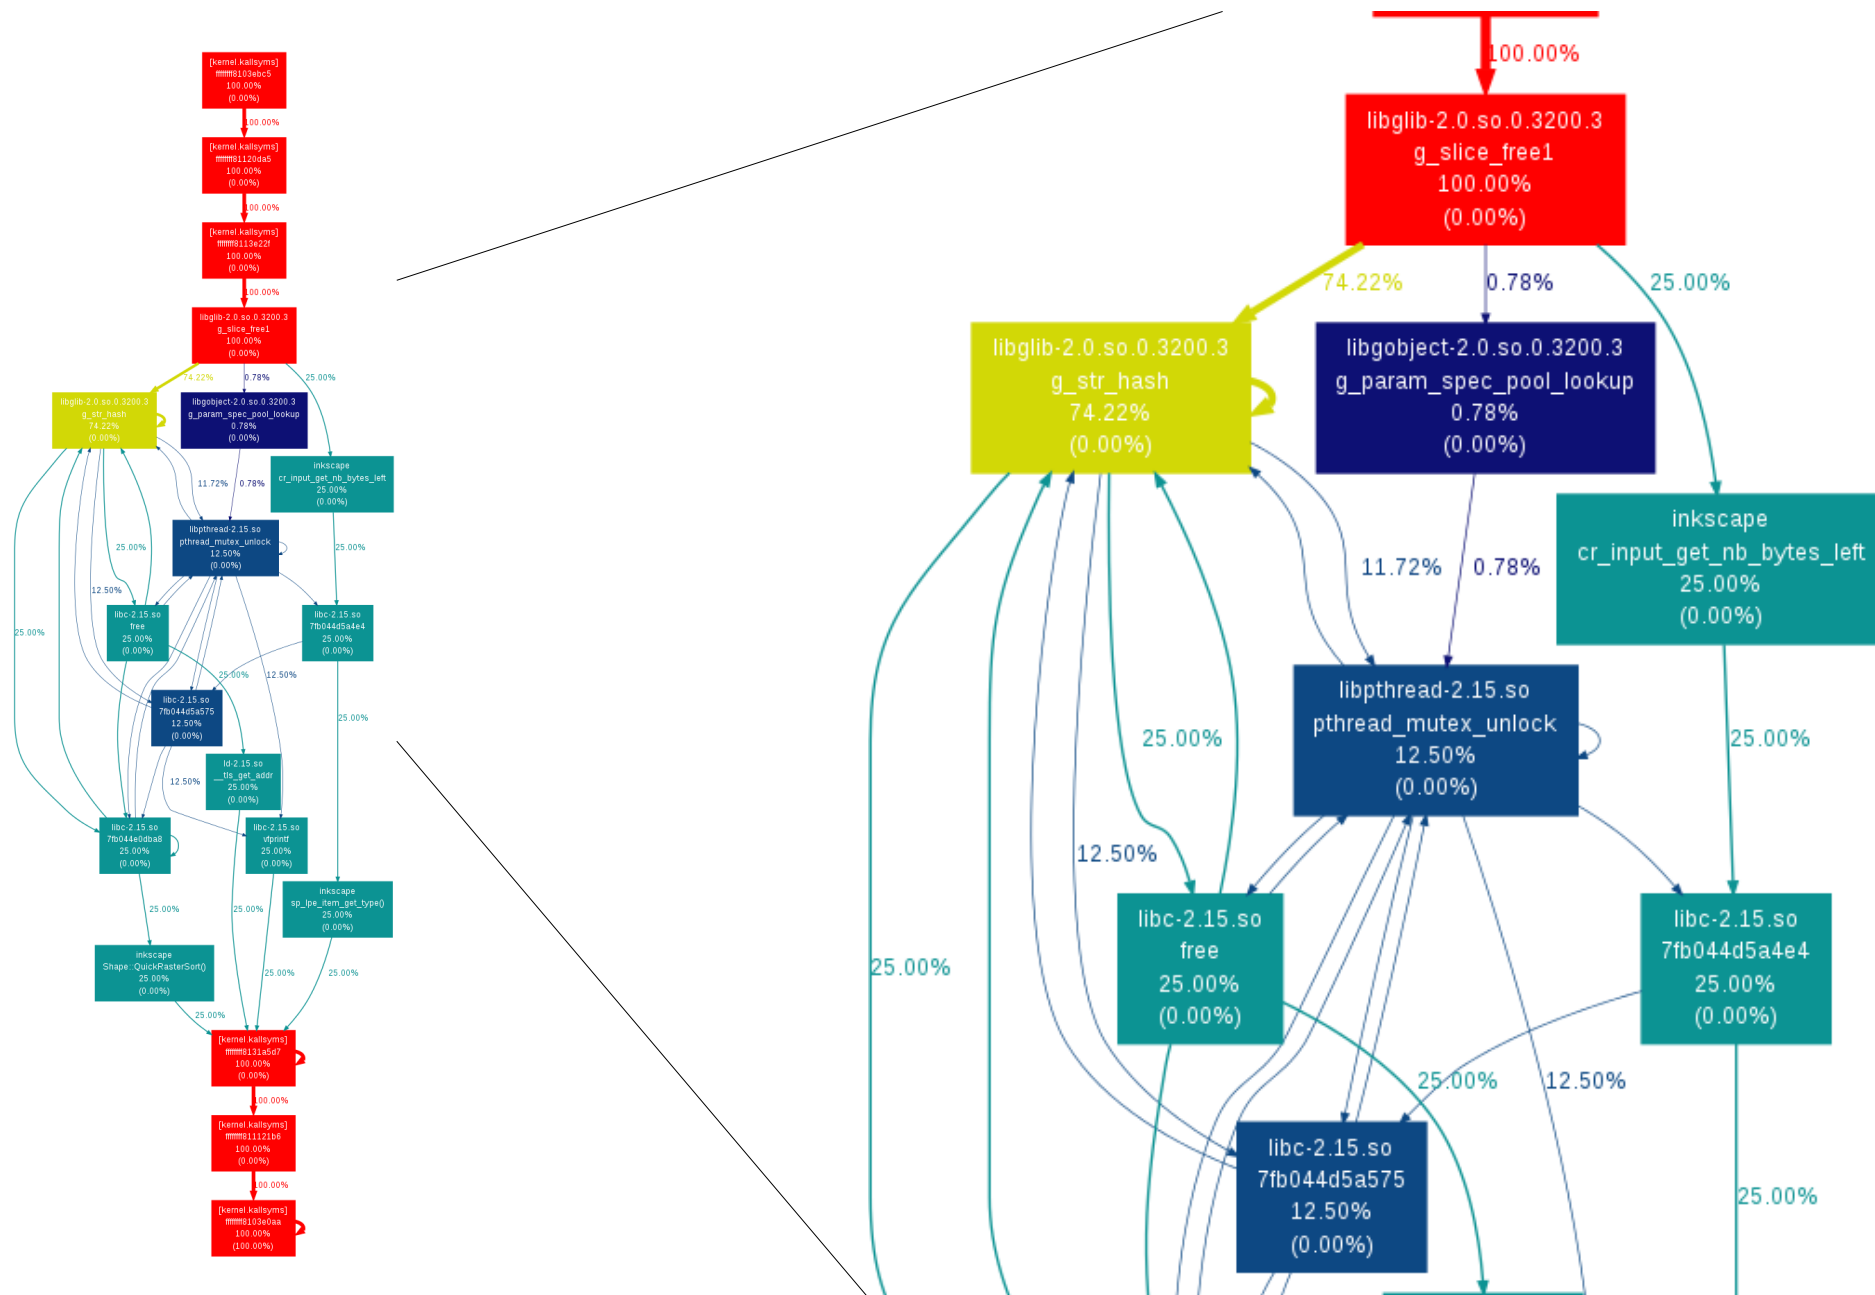 [kernel.kallsyms]
ffffffff8103ebc5
100.00%
(0.00%)
100.00%
[kernel.kallsyms]
ffffffff81120da5
100.00%
(0.00%)
100.00%
[kernel.kallsyms]
ffffffff8113e22f
100.00%
(0.00%)
100.00%
libglib-2.0.so.0.3200.3
g_slice_free1
100.00%
(0.00%)
74.22%
0.78%
25.00%
libglib-2.0.so.0.3200.3
g_str_hash
74.22%
(0.00%)
libgobject-2.0.so.0.3200.3
g_param_spec_pool_lookup
0.78%
(0.00%)
inkscape
cr_input_get_nb_bytes_left
25.00%
(0.00%)
11.72%
0.78%
libpthread-2.15.so
pthread_mutex_unlock
12.50%
(0.00%)
25.00%
25.00%
12.50%
25.00%
libc-2.15.so
free
25.00%
(0.00%)
libc-2.15.so
7fb044d5a4e4
25.00%
(0.00%)
25.00%
12.50%
libc-2.15.so
7fb044d5a575
12.50%
(0.00%)
25.00%
12.50%
ld-2.15.so
__tls_get_addr
25.00%
(0.00%)
libc-2.15.so
7fb044e0dba8
25.00%
(0.00%)
libc-2.15.so
vfprintf
25.00%
(0.00%)
inkscape
sp_lpe_item_get_type()
25.00%
(0.00%)
25.00%
25.00%
inkscape
Shape::QuickRasterSort()
25.00%
(0.00%)
25.00%
25.00%
25.00%
[kernel.kallsyms]
ffffffff8131a5d7
100.00%
(0.00%)
100.00%
[kernel.kallsyms]
ffffffff811121b6
100.00%
(0.00%)
100.00%
[kernel.kallsyms]
ffffffff8103e0aa
100.00%
(100.00%)
100.00%
libglib-2.0.so.0.3200.3
g_slice_free1
100.00%
(0.00%)
74.22%
0.78%
25.00%
libglib-2.0.so.0.3200.3
g_str_hash
74.22%
(0.00%)
libgobject-2.0.so.0.3200.3
g_param_spec_pool_lookup
0.78%
(0.00%)
inkscape
cr_input_get_nb_bytes_left
25.00%
(0.00%)
11.72%
0.78%
libpthread-2.15.so
pthread_mutex_unlock
12.50%
(0.00%)
25.00%
25.00%
12.50%
25.00%
libc-2.15.so
free
25.00%
(0.00%)
libc-2.15.so
7fb044d5a4e4
25.00%
(0.00%)
25.00%
12.50%
libc-2.15.so
7fb044d5a575
12.50%
(0.00%)
25.00%